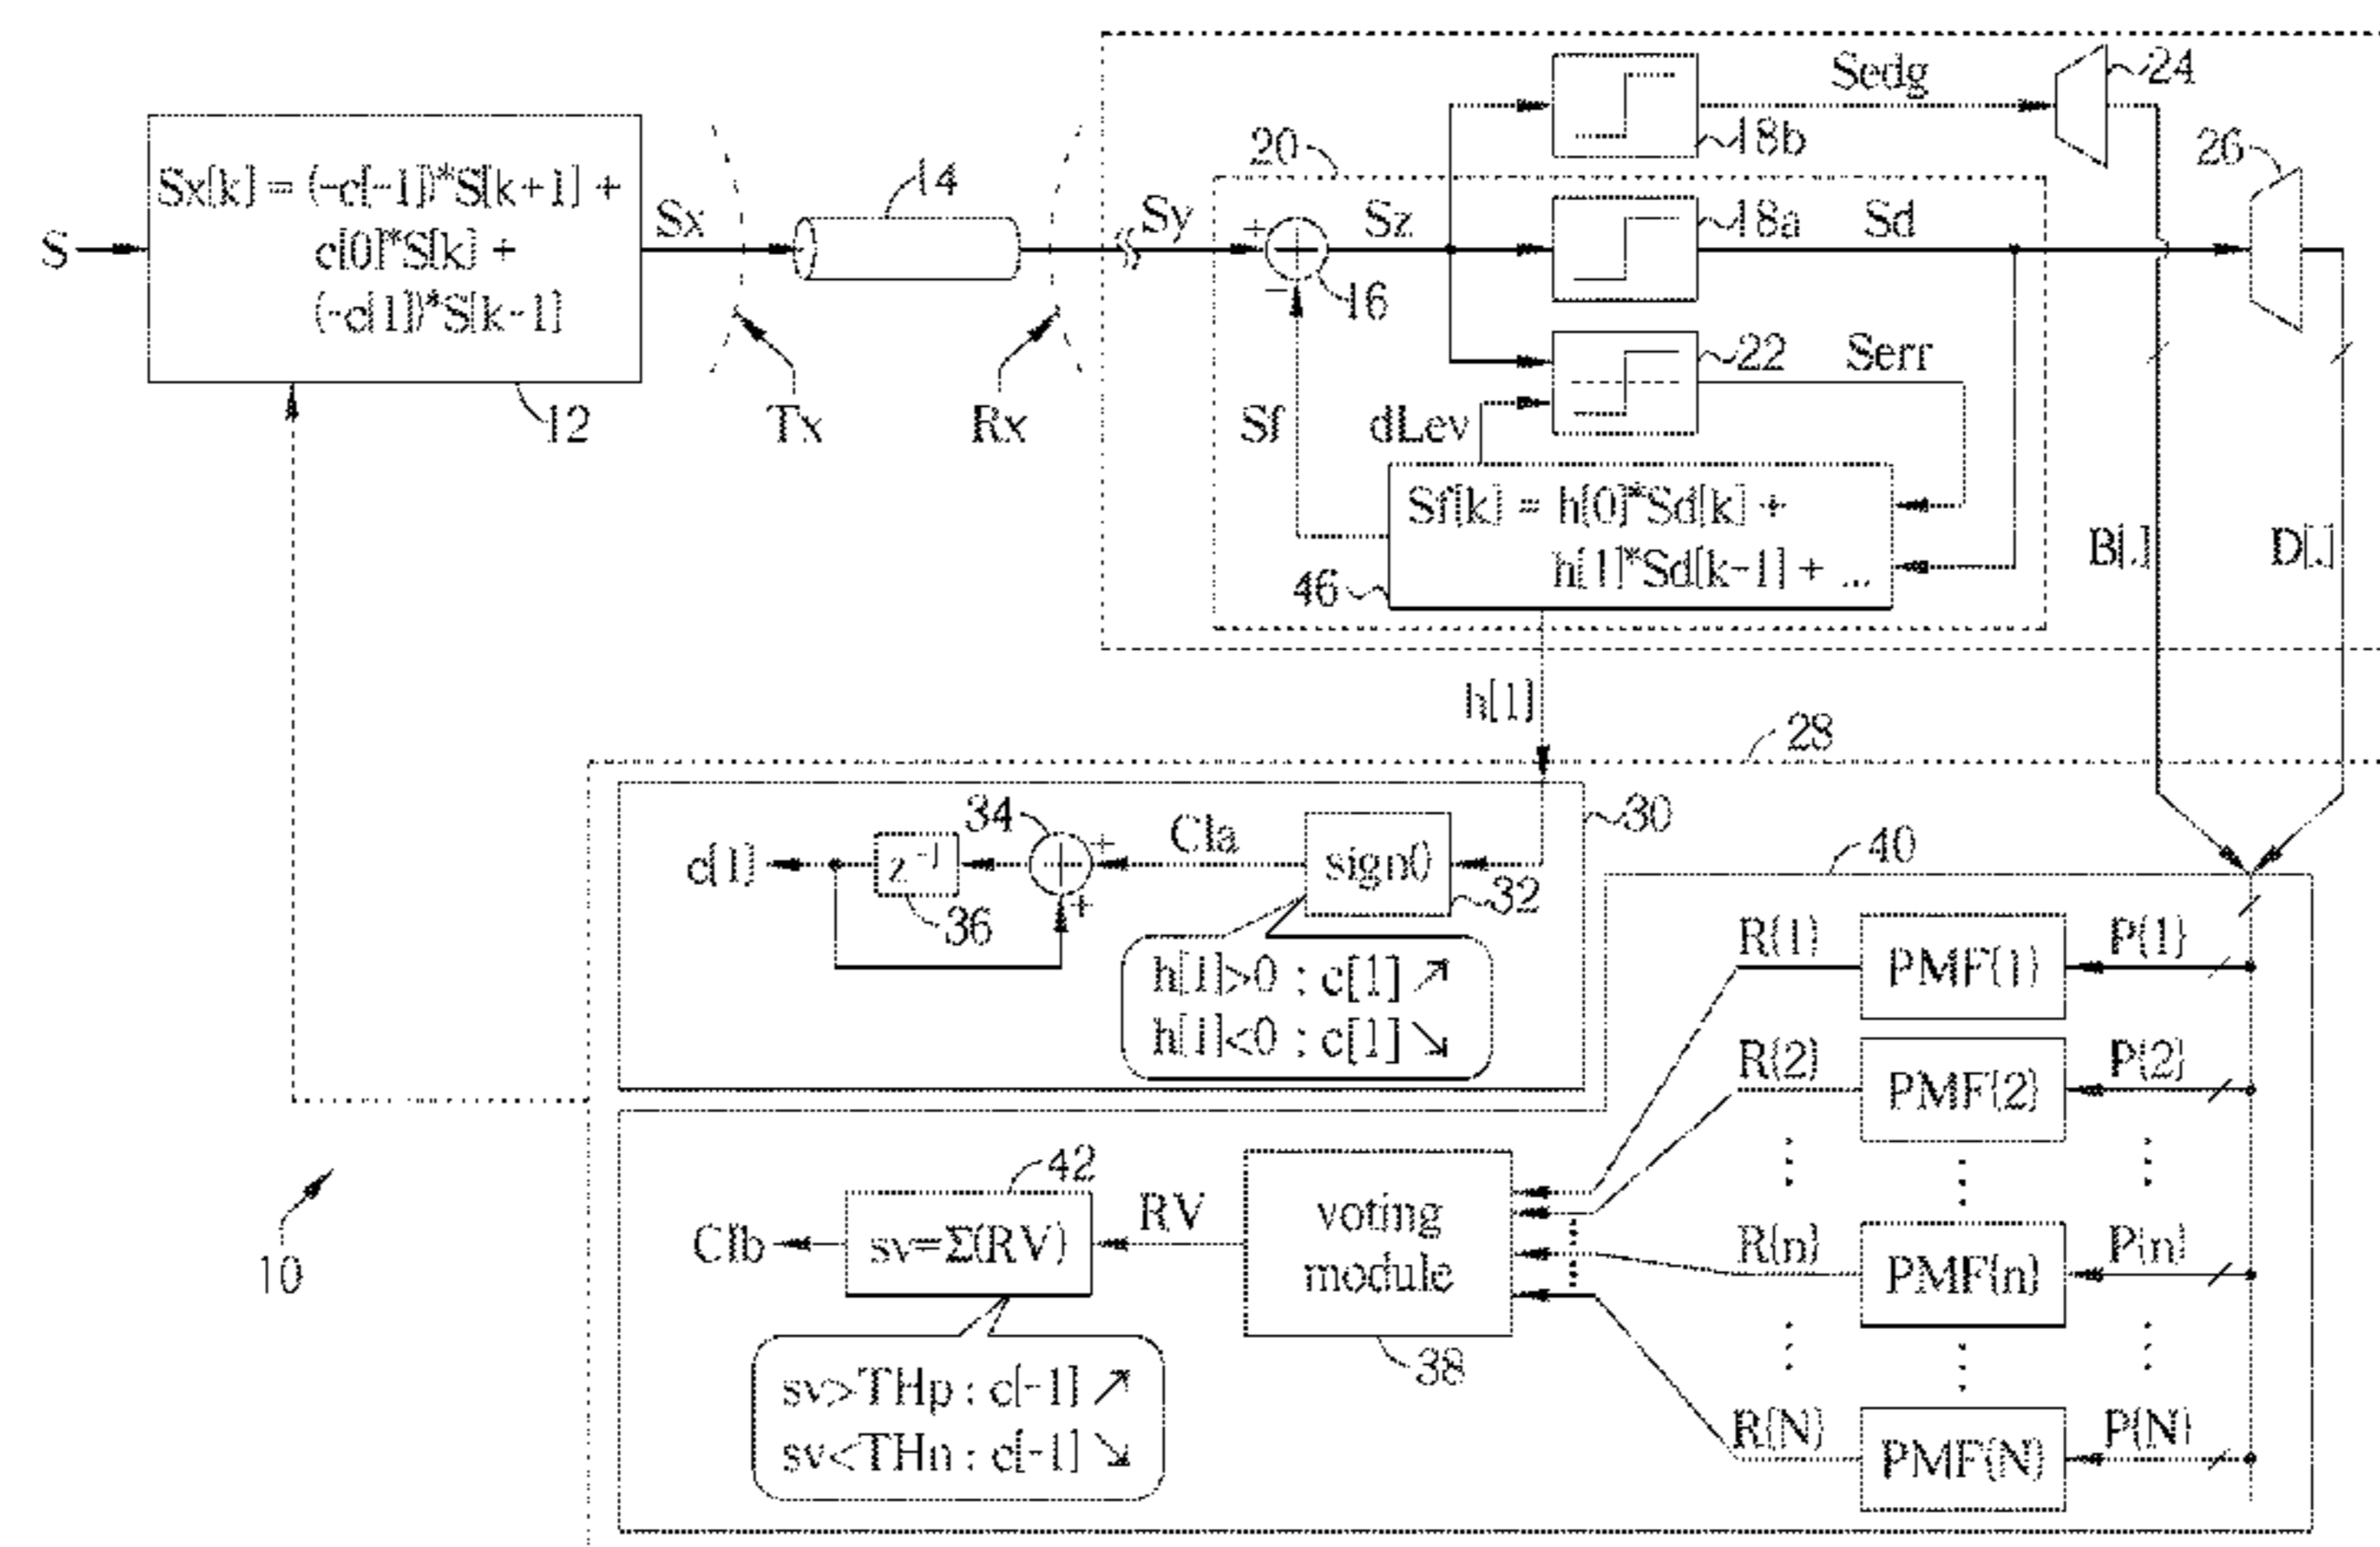 Sedg
24
18b
26
20
14
Sx[k] = (-c[-1])*S[k+1] +
c[0]*S[k] +
(-c[1])*S[k-1]
S
Sx
Sy
Sz
18a
Sd
+
−
16
22
Serr
12
Tx
Rx
Sf
dLev
Sf[k] = h[0]*Sd[k] +
h[1]*Sd[k-1] + ...
46
B[.]
D[.]
h[1]
28
34
30
c[1]
z⁻¹
+
+
C1a
sign()
32
36
40
h[1]>0 : c[1] ↗
h[1]<0 : c[1] ↘
R(1)
PMF(1)
P(1)
R(2)
PMF(2)
P(2)
42
C1b
sv=Σ(RV)
RV
voting
module
38
R(n)
PMF(n)
P(n)
sv>THp : c[-1] ↗
sv<THn : c[-1] ↘
R(N)
PMF(N)
P(N)
10